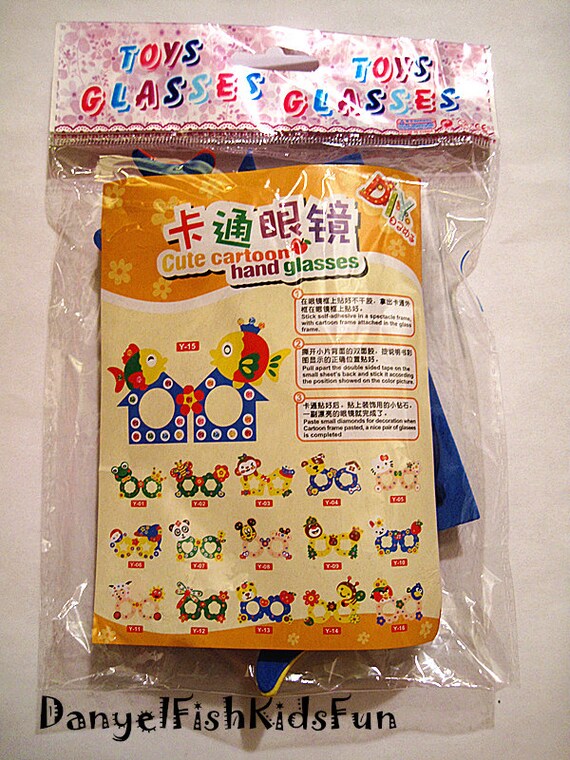 TOYS GLASSES
TOYS GLASSES
DIY
卡通眼镜
Cute cartoon
hand glasses
Y-15
1
在眼镜框上贴好不干胶，拿出卡通外
框在眼镜框上贴好。
Stick self-adhesive in a spectacle frame,
with cartoon frame attached in the glass
frame.
2
撕开小片背面的双面胶，按说明书彩
图显示的正确位置贴好。
Pull apart the double sided tape on the
small sheet's back and stick it according
the position showed on the color picture.
3
卡通贴好后，贴上装饰用的小钻石，
一副漂亮的眼镜就完成了。
Paste small diamonds for decoration when
Cartoon frame pasted, a nice pair of glasses
is completed
Y-01 Y-02 Y-03 Y-04 Y-05
Y-06 Y-07 Y-08 Y-09 Y-10
Y-11 Y-12 Y-13 Y-14 Y-16
DanyelFishKidsFun